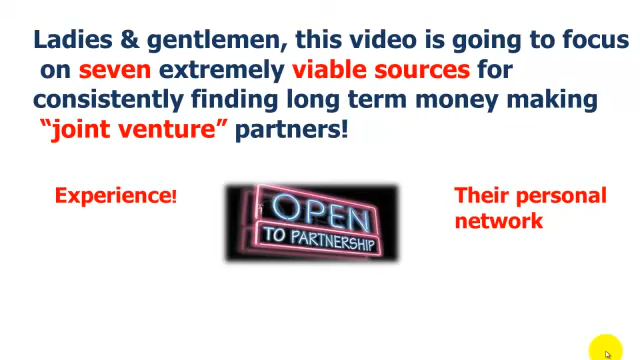 Ladies & gentlemen, this video is going to focus
on seven extremely viable sources for
consistently finding long term money making
“joint venture” partners!
Experience!
OPEN
TO PARTNERSHIP
Their personal
network